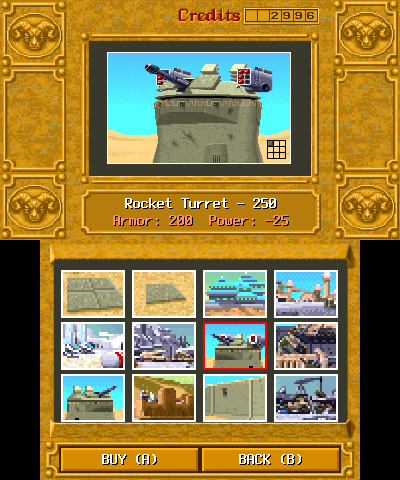 Credits 2996
Rocket Turret - 250
Armor: 200 Power: -25
BUY (A)
BACK (B)